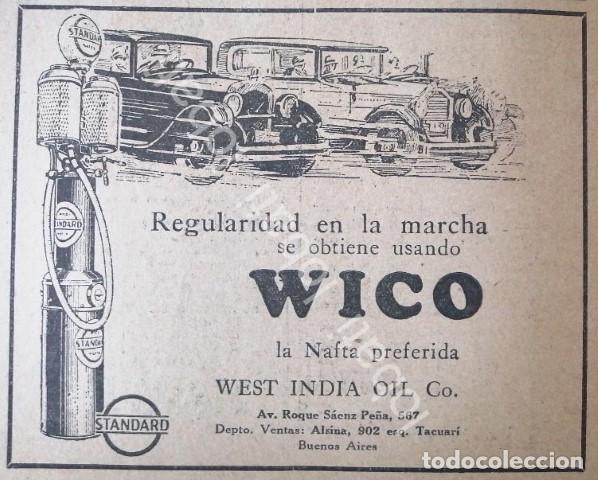 STANDARD
STANDARD
STANDARD
STANDARD
Regularidad en la marcha
se obtiene usando
WICO
la Nafta preferida
WEST INDIA OIL Co.
Av. Roque Sáenz Peña, 567
Depto. Ventas: Alsina, 902 esq. Tacuarí
Buenos Aires
todocoleccion.net